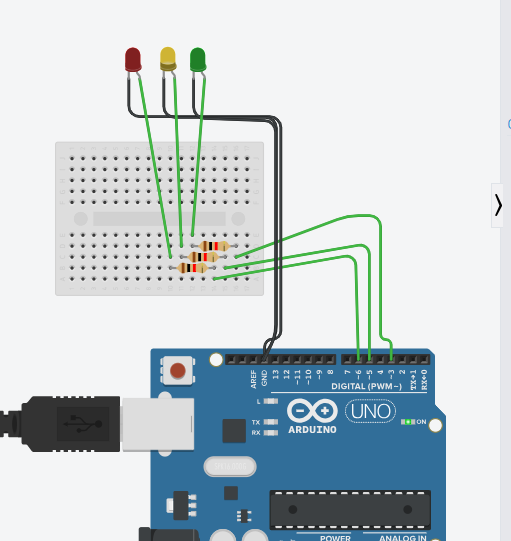 AREF
GND
13
12
~11
~10
~9
8
7
~6
~5
4
~3
2
TX→1
RX←0
DIGITAL (PWM~)
L
TX
RX
ARDUINO
UNO
ON
POWER
ANALOG IN